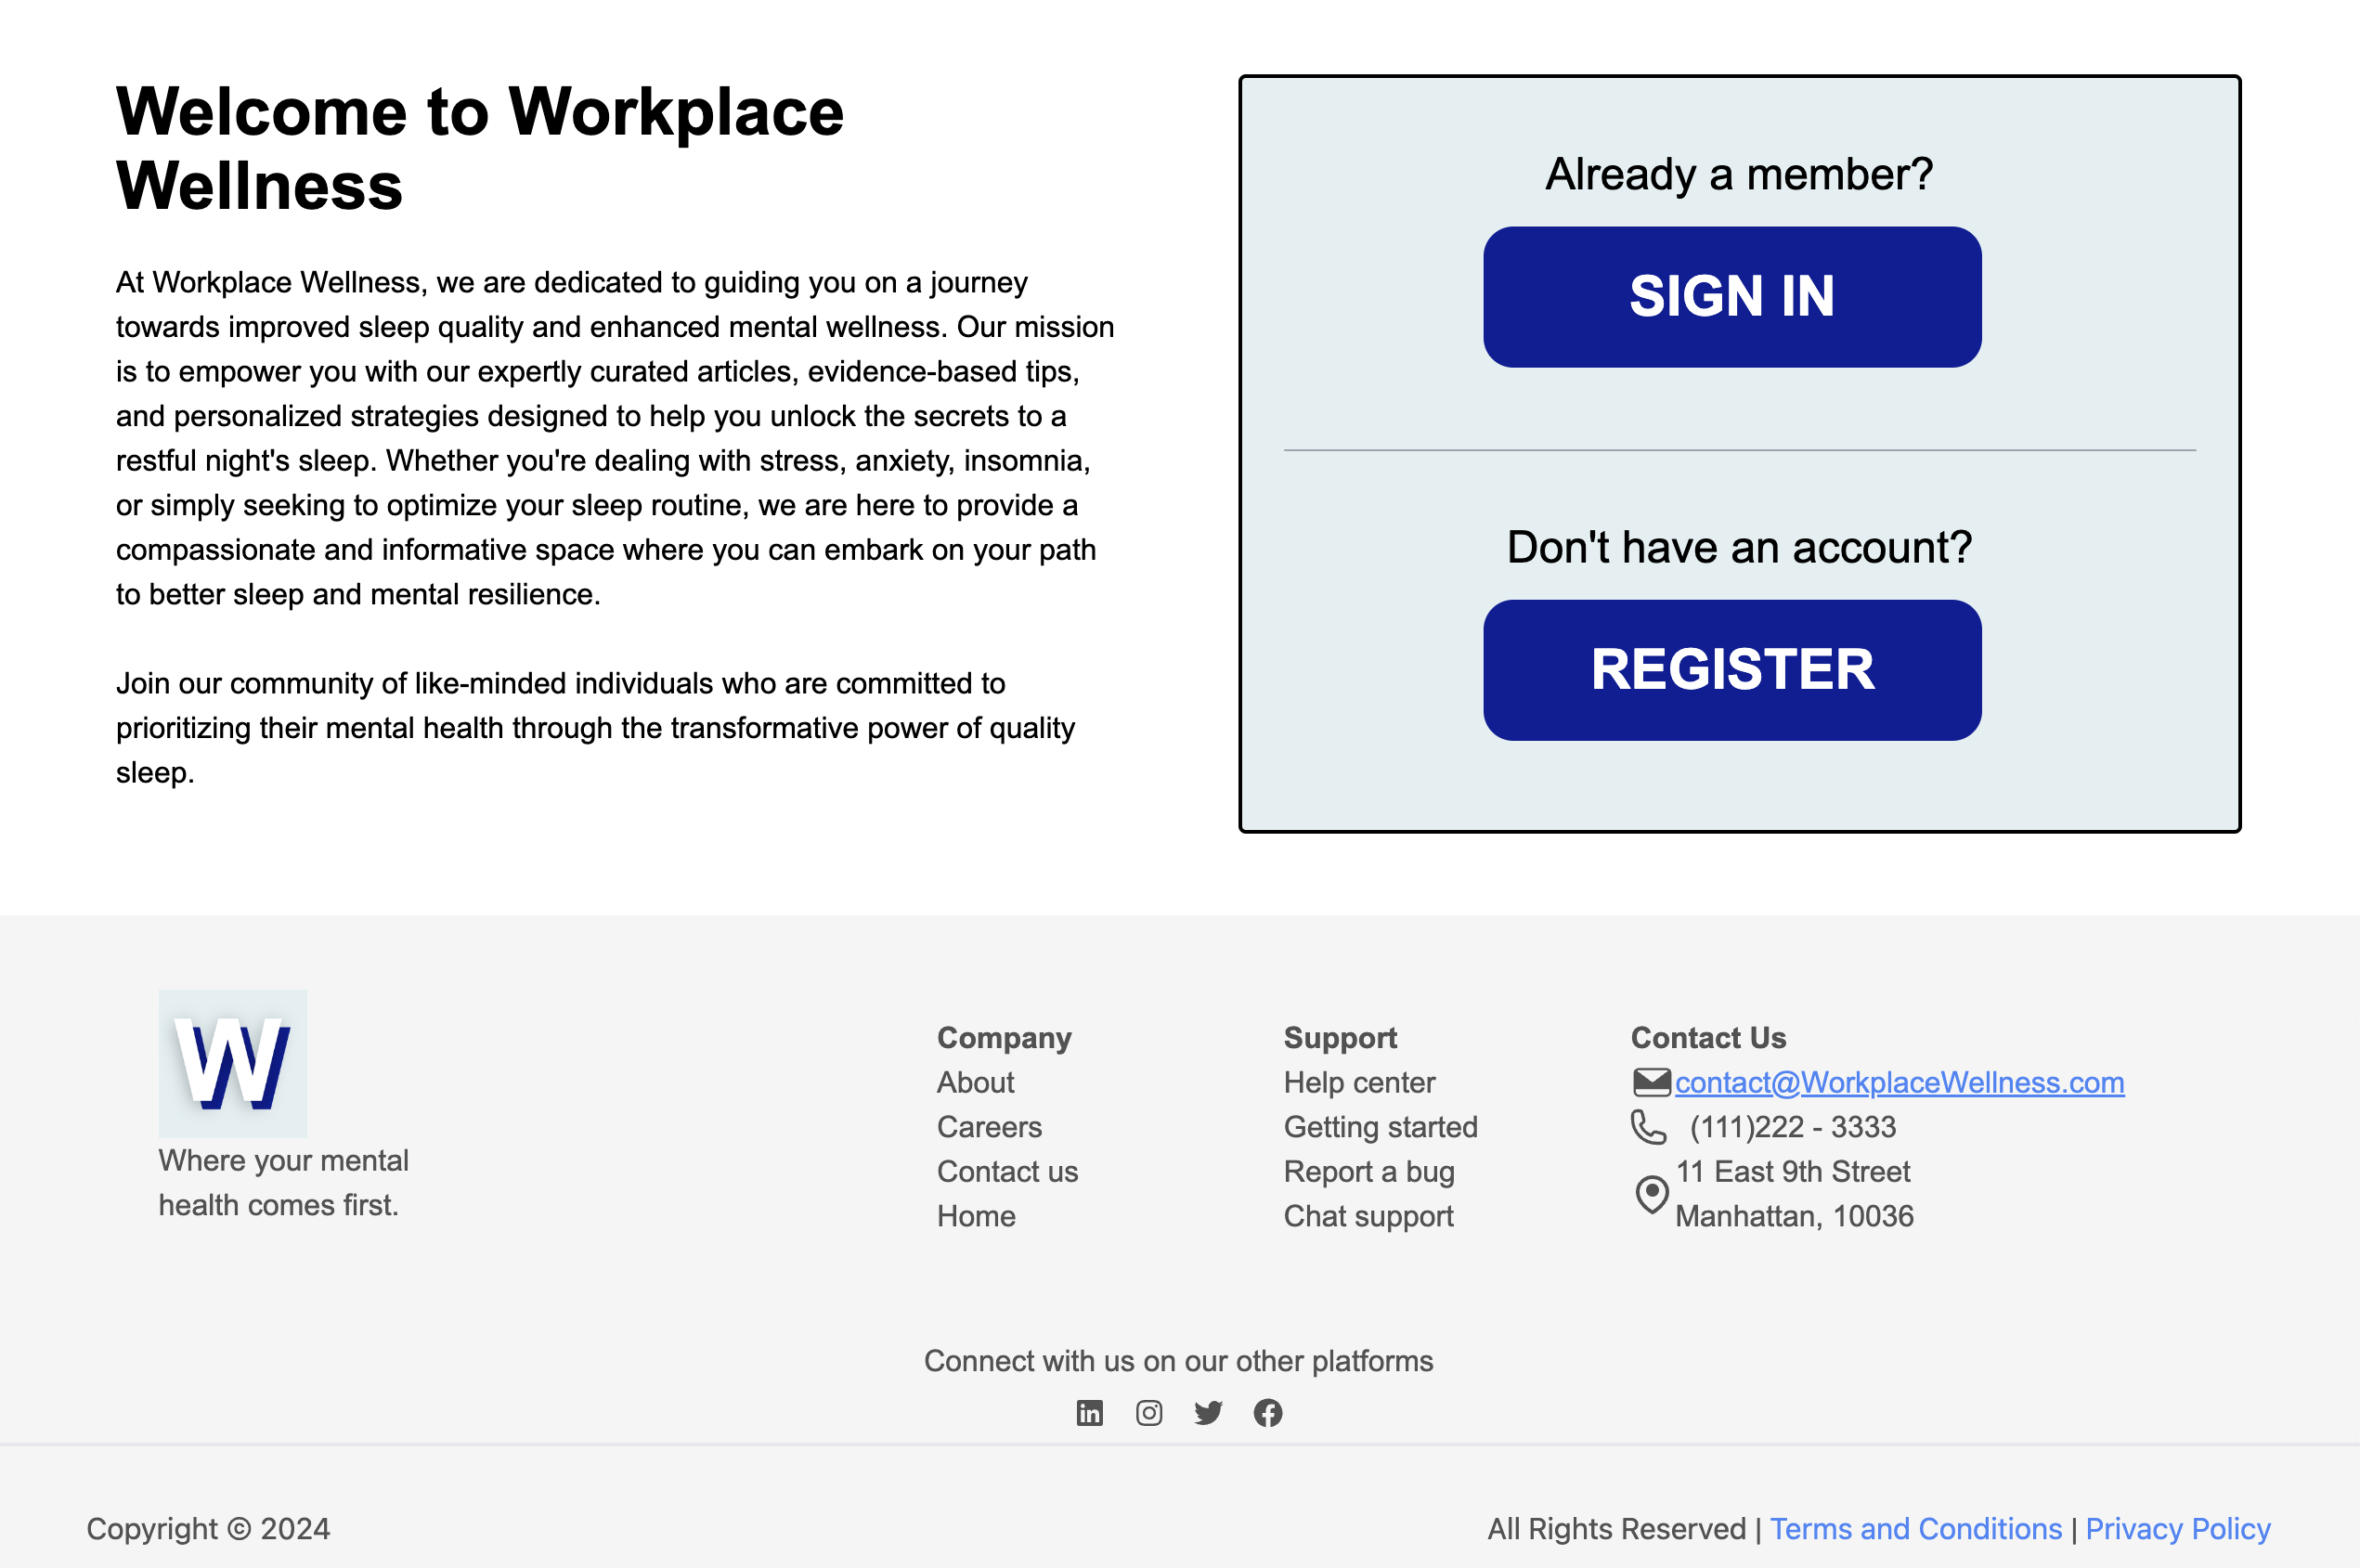 Welcome to Workplace
Wellness
At Workplace Wellness, we are dedicated to guiding you on a journey
towards improved sleep quality and enhanced mental wellness. Our mission
is to empower you with our expertly curated articles, evidence-based tips,
and personalized strategies designed to help you unlock the secrets to a
restful night's sleep. Whether you're dealing with stress, anxiety, insomnia,
or simply seeking to optimize your sleep routine, we are here to provide a
compassionate and informative space where you can embark on your path
to better sleep and mental resilience.
Join our community of like-minded individuals who are committed to
prioritizing their mental health through the transformative power of quality
sleep.
Already a member?
SIGN IN
Don't have an account?
REGISTER
W
Where your mental
health comes first.
Company
About
Careers
Contact us
Home
Support
Help center
Getting started
Report a bug
Chat support
Contact Us
contact@WorkplaceWellness.com
(111)222 - 3333
11 East 9th Street
Manhattan, 10036
Connect with us on our other platforms
Copyright © 2024
All Rights Reserved | Terms and Conditions | Privacy Policy